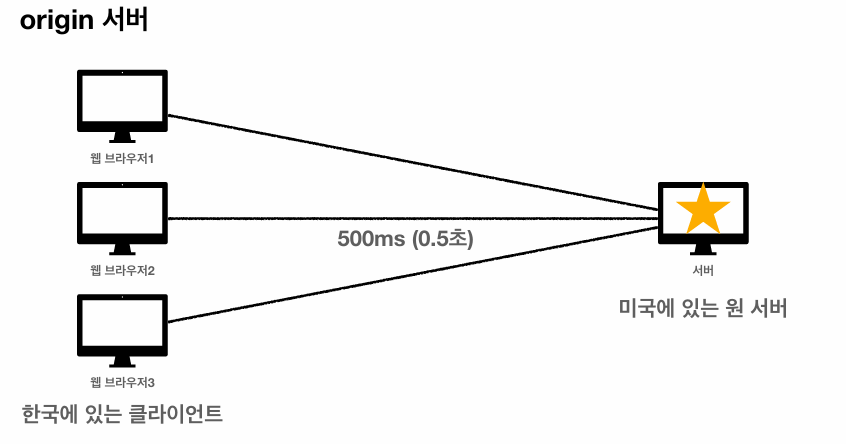 origin 서버
웹 브라우저1
웹 브라우저2
500ms (0.5초)
서버
미국에 있는 원 서버
웹 브라우저3
한국에 있는 클라이언트